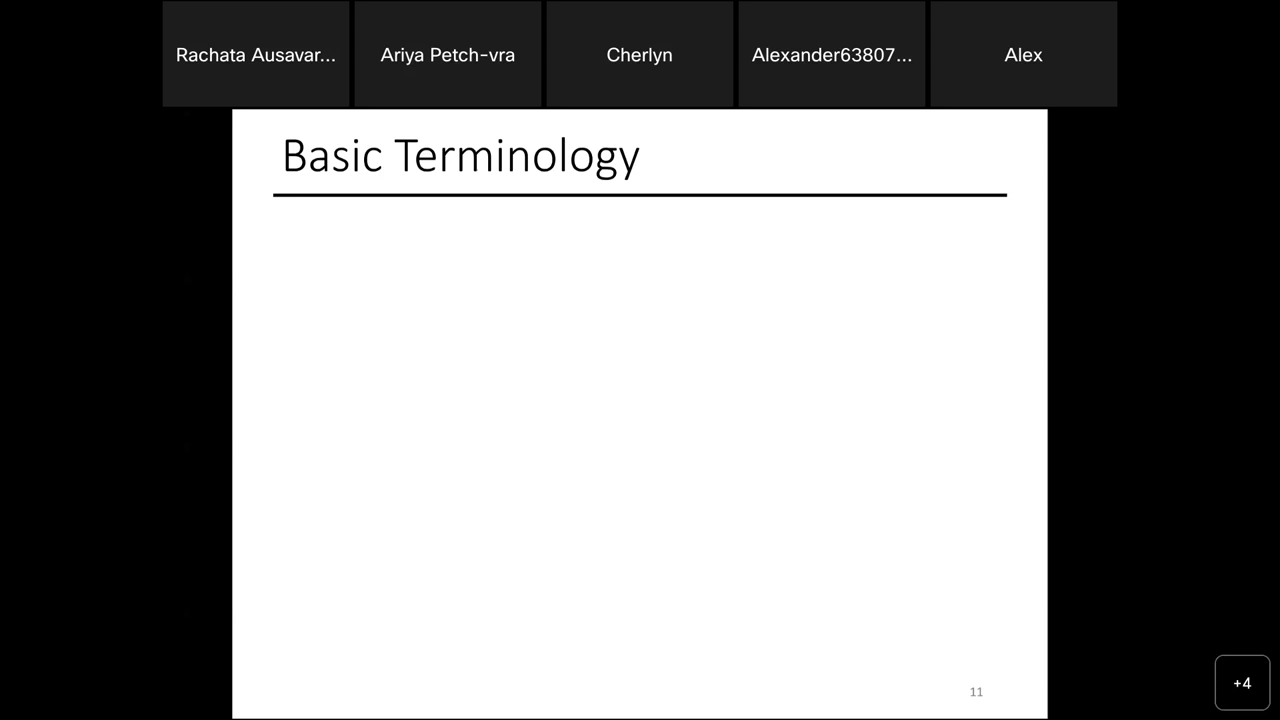 Rachata Ausavar...
Ariya Petch-vra
Cherlyn
Alexander63807...
Alex
Basic Terminology
11
+4